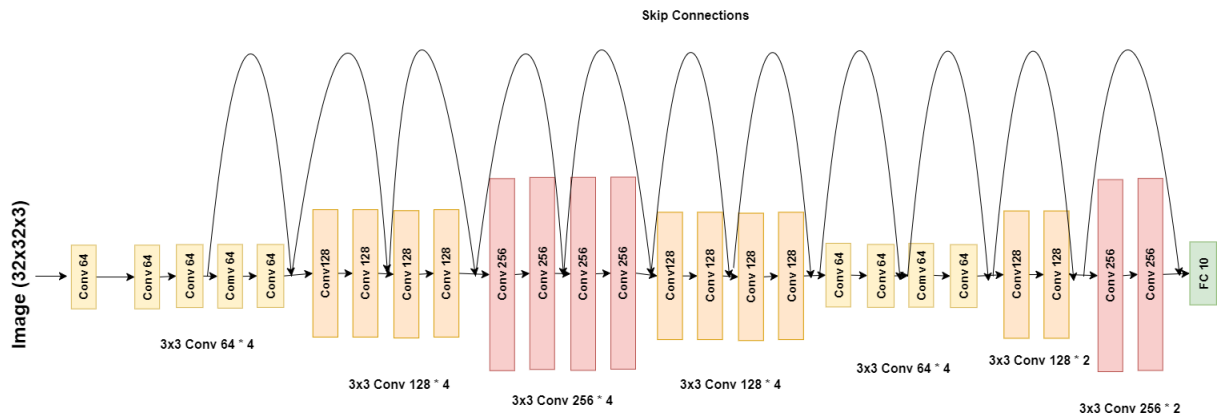 Skip Connections
Image (32x32x3)
Conv 64
Conv 64
Conv 64
Conv 64
Conv 64
Conv128
Conv 128
Conv 128
Conv 128
Conv 256
Conv 256
Conv 256
Conv 256
Conv128
Conv 128
Conv 128
Conv 128
Conv 64
Conv 64
Conv 64
Conv 64
Conv128
Conv 128
Conv 256
Conv 256
FC 10
3x3 Conv 64 * 4
3x3 Conv 128 * 4
3x3 Conv 256 * 4
3x3 Conv 128 * 4
3x3 Conv 64 * 4
3x3 Conv 128 * 2
3x3 Conv 256 * 2